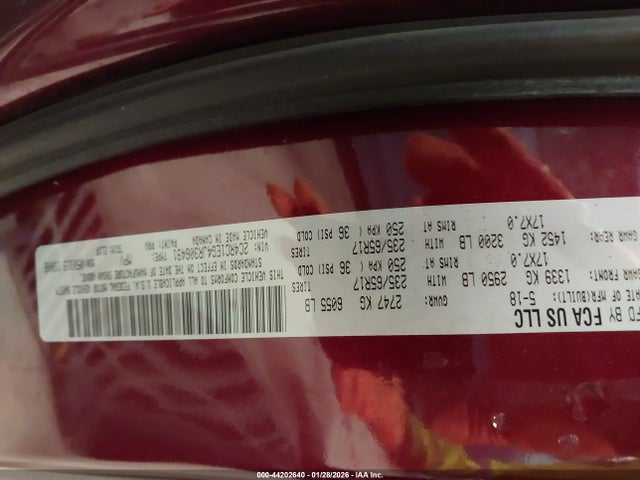 FD BY FCA US LLC
DATE OF MFR(BUILT): 5-18
GVWR: 2747 KG 6055 LB
GAWR FRONT: 1339 KG 2950 LB WITH 235/65R17 TIRES
17X7.0 RIMS AT 250 KPA( 36 PSI) COLD
GAWR REAR: 1452 KG 3200 LB WITH 235/65R17 TIRES
17X7.0 RIMS AT 250 KPA( 36 PSI) COLD
THIS VEHICLE CONFORMS TO ALL APPLICABLE U.S.A. FEDERAL MOTOR VEHICLE SAFETY
STANDARDS IN EFFECT ON THE DATE OF MANUFACTURE SHOWN ABOVE.
VIN: TYPE: MPV
VEHICLE MADE IN CANADA
000-44202640 - 01/28/2026 - © IAA Inc.